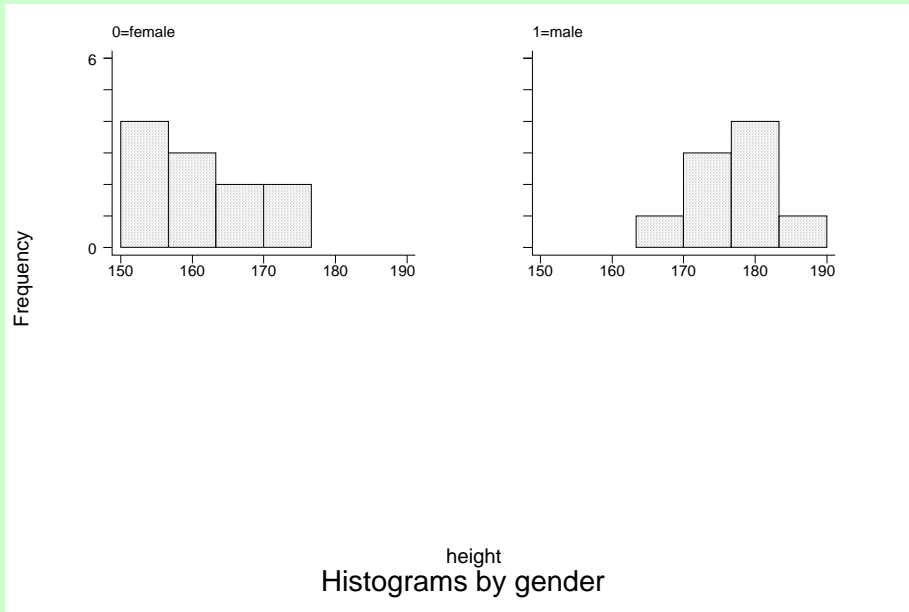 0=female
1=male
6
0
150 160 170 180 190
150 160 170 180 190
Frequency
height
Histograms by gender